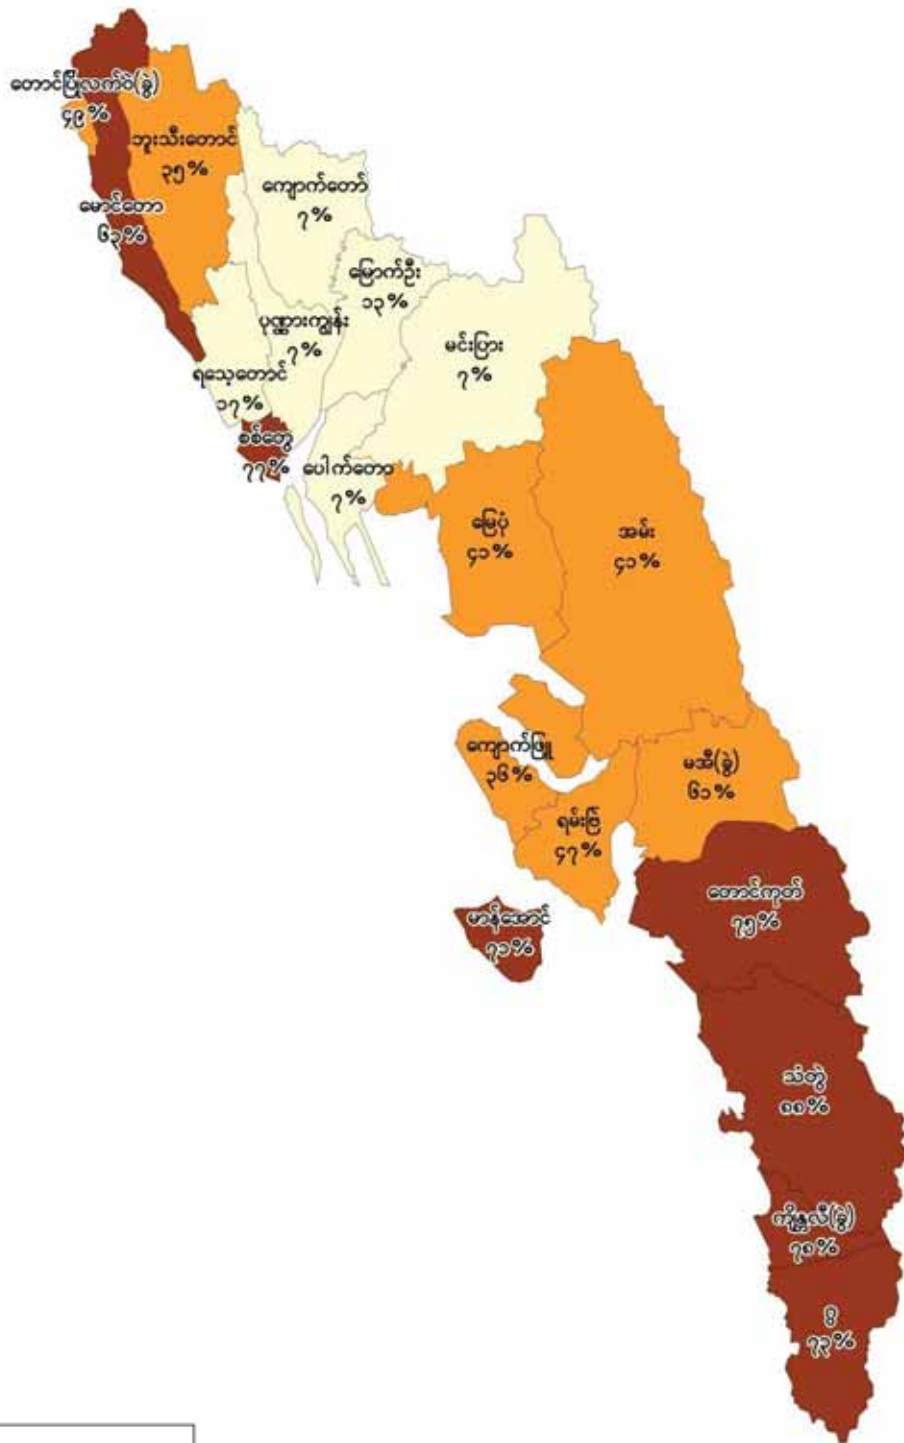 တောင်ပြိုလက်ဝဲ(ခွဲ)
၄၉%
ဘူးသီးတောင်
၃၅%
မောင်တော
၆၃%
ကျောက်တော်
၇%
မြောက်ဦး
၁၃%
ပုဏ္ဏားကျွန်း
၇%
မင်းပြား
၇%
ရသေ့တောင်
၁၇%
စစ်တွေ
၇၇%
ပေါက်တော
၇%
မြေပုံ
၄၁%
အမ်း
၄၁%
ကျောက်ဖြူ
၃၆%
မအီ(ခွဲ)
၆၁%
ရမ်းဗြဲ
၄၇%
တောင်ကုတ်
၇၅%
မာန်အောင်
၇၁%
သံတွဲ
၈၈%
ကျိန္တလီ(ခွဲ)
၇၈%
ဂွ
၇၃%